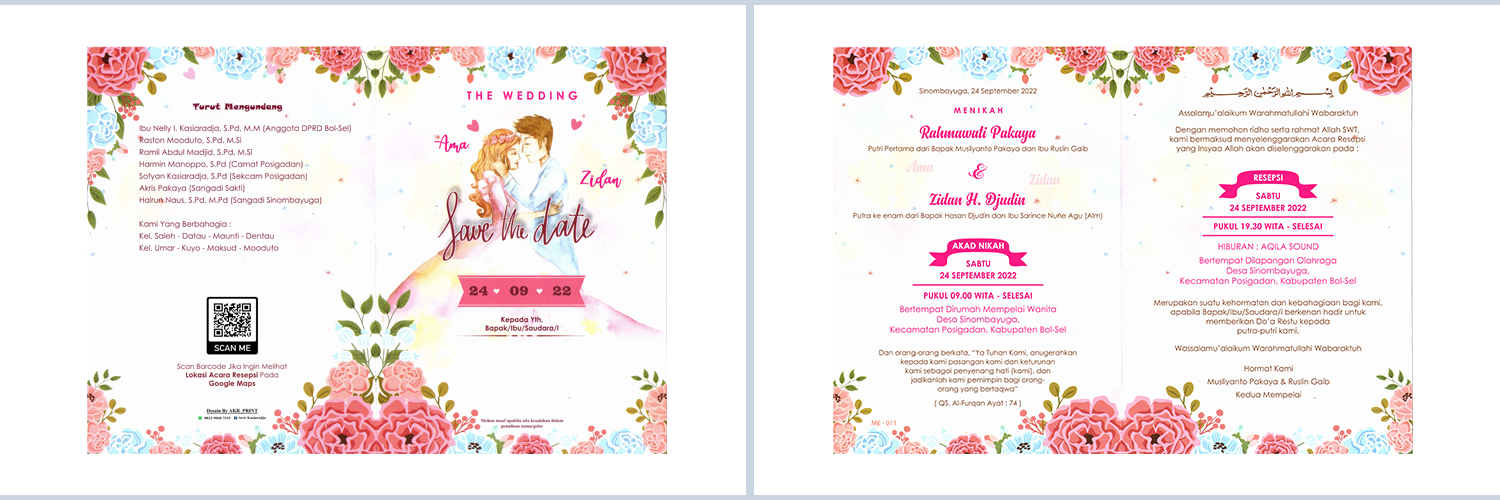 Turut Mengundang
Ibu Nelly I. Kasiaradja, S.Pd, M.M (Anggota DPRD Bol-Sel)
Raston Mooduto, S.Pd, M.Si
Ramli Abdul Madjid, S.Pd, M.Si
Harmin Manoppo, S.Pd (Camat Posigadan)
Sofyan Kasiaradja, S.Pd (Sekcam Posigadan)
Akris Pakaya (Sangadi Sakti)
Hairun Naus, S.Pd, M.Pd (Sangadi Sinombayuga)
Kami Yang Berbahagia :
Kel. Saleh - Datau - Maunti - Dentau
Kel. Umar - Kuyo - Maksud - Mooduto
SCAN ME
Scan Barcode Jika Ingin Melihat
Lokasi Acara Resepsi Pada
Google Maps
Desain By AKR_PRINT
THE WEDDING
Ama
Zidan
Save the date
24 09 22
Kepada Yth.
Bapak/Ibu/Saudara/i
Mohon maaf apabila ada kesalahan dalam
penulisan nama/gelar
Sinombayuga, 24 September 2022
MENIKAH
Rahmawati Pakaya
Putri Pertama dari Bapak Musliyanto Pakaya dan Ibu Ruslin Gaib
Ama & Zidan
Zidan H. Djudin
Putra ke enam dari Bapak Hasan Djudin dan Ibu Sarince Nune Agu (Alm)
AKAD NIKAH
SABTU
24 SEPTEMBER 2022
PUKUL 09.00 WITA - SELESAI
Bertempat Dirumah Mempelai Wanita
Desa Sinombayuga,
Kecamatan Posigadan, Kabupaten Bol-Sel
Dan orang-orang berkata, "Ya Tuhan Kami, anugerahkan
kepada kami pasangan kami dan keturunan
kami sebagai penyenang hati (kami), dan
jadikanlah kami pemimpin bagi orang-
orang yang bertaqwa"
( QS. Al-Furqan Ayat : 74 )
ME - 011
بِسْمِ اللهِ الرَّحْمٰنِ الرَّحِيْمِ
Assalamu'alaikum Warahmatullahi Wabaraktuh
Dengan memohon ridho serta rahmat Allah SWT,
kami bermaksud menyelenggarakan Acara Resepsi
yang Insyaa Allah akan diselenggarakan pada :
RESEPSI
SABTU
24 SEPTEMBER 2022
PUKUL 19.30 WITA - SELESAI
HIBURAN : AQILA SOUND
Bertempat Dilapangan Olahraga
Desa Sinombayuga,
Kecamatan Posigadan, Kabupaten Bol-Sel
Merupakan suatu kehormatan dan kebahagiaan bagi kami,
apabila Bapak/Ibu/Saudara/i berkenan hadir untuk
memberikan Do'a Restu kepada
putra-putri kami.
Wassalamu'alaikum Warahmatullahi Wabaraktuh
Hormat Kami
Musliyanto Pakaya & Ruslin Gaib
Kedua Mempelai